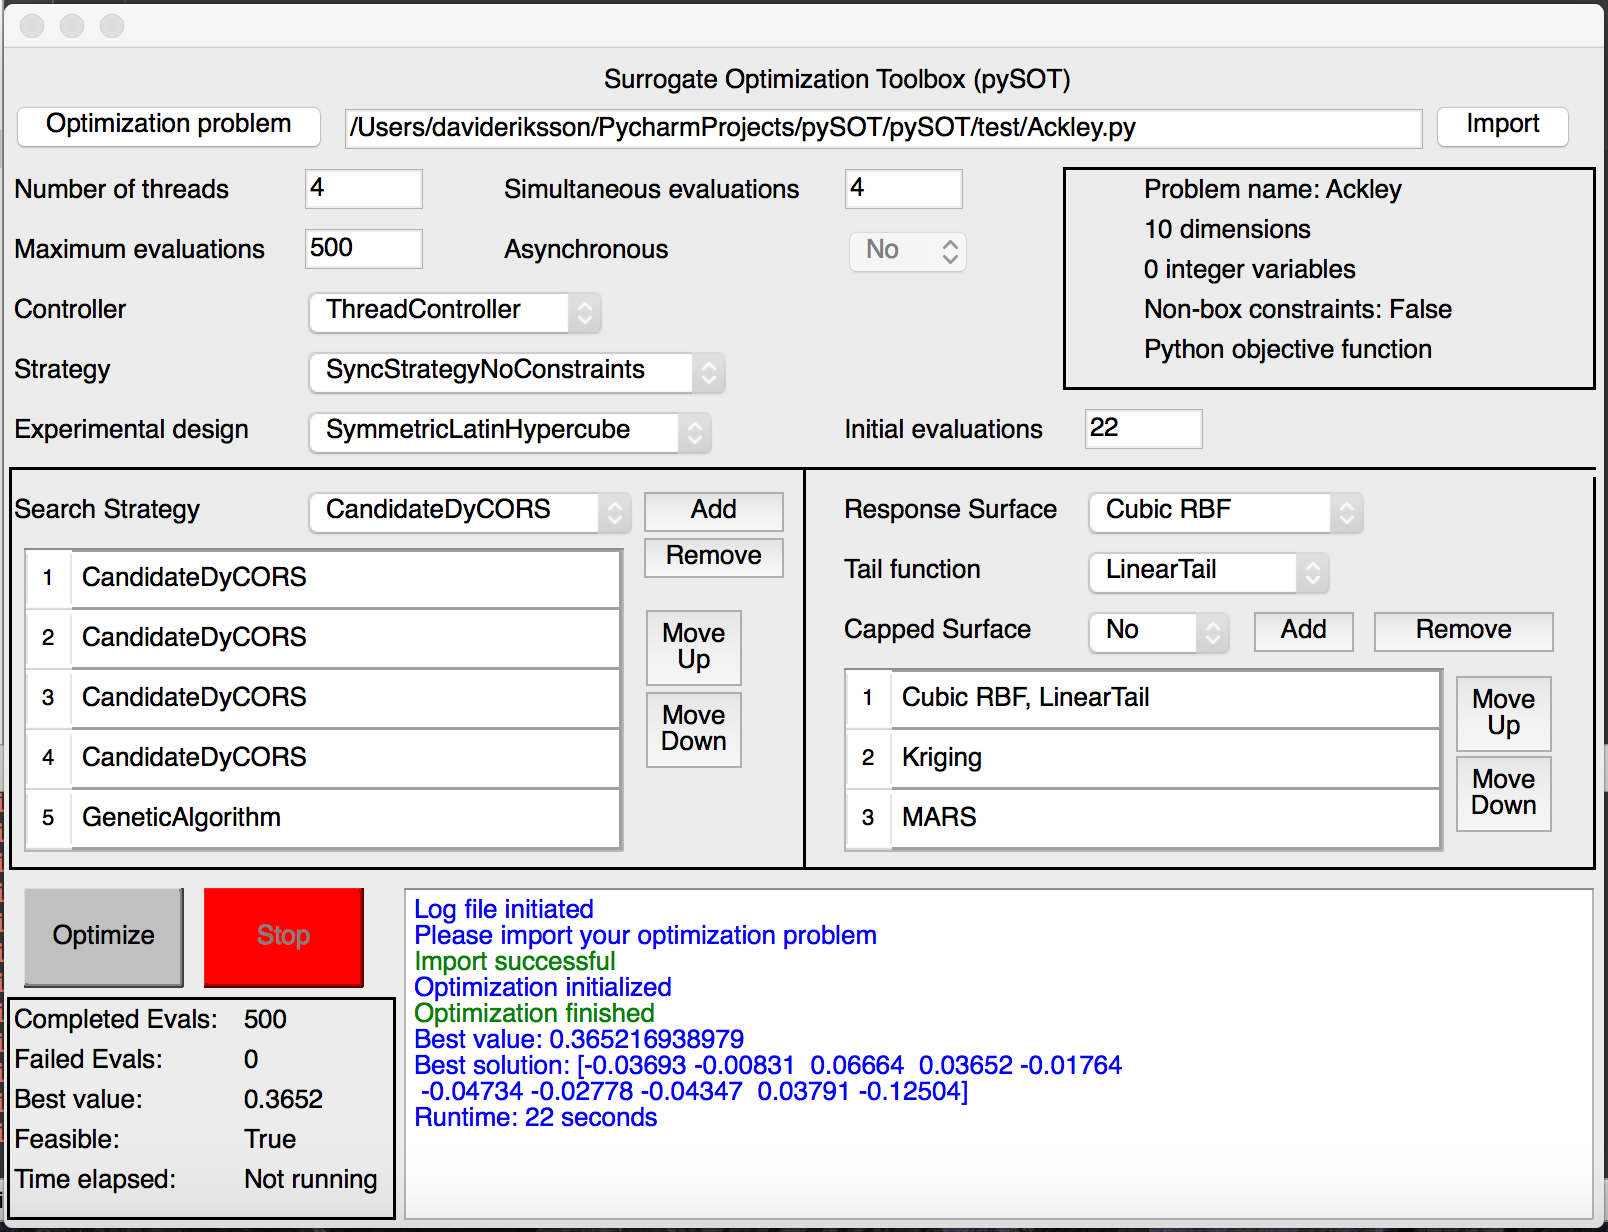 Surrogate Optimization Toolbox (pySOT)
Optimization problem /Users/davideriksson/PycharmProjects/pySOT/pySOT/test/Ackley.py Import
Number of threads 4 Simultaneous evaluations 4
Maximum evaluations 500 Asynchronous No
Controller ThreadController
Strategy SyncStrategyNoConstraints
Experimental design SymmetricLatinHypercube Initial evaluations 22
Problem name: Ackley
10 dimensions
0 integer variables
Non-box constraints: False
Python objective function
Search Strategy CandidateDyCORS Add
Remove
1 CandidateDyCORS
2 CandidateDyCORS
3 CandidateDyCORS
4 CandidateDyCORS
5 GeneticAlgorithm
Move
Up
Move
Down
Response Surface Cubic RBF
Tail function LinearTail
Capped Surface No Add Remove
1 Cubic RBF, LinearTail
2 Kriging
3 MARS
Move
Up
Move
Down
Optimize Stop
Completed Evals: 500
Failed Evals: 0
Best value: 0.3652
Feasible: True
Time elapsed: Not running
Log file initiated
Please import your optimization problem
Import successful
Optimization initialized
Optimization finished
Best value: 0.365216938979
Best solution: [-0.03693 -0.00831  0.06664  0.03652 -0.01764
-0.04734 -0.02778 -0.04347  0.03791 -0.12504]
Runtime: 22 seconds